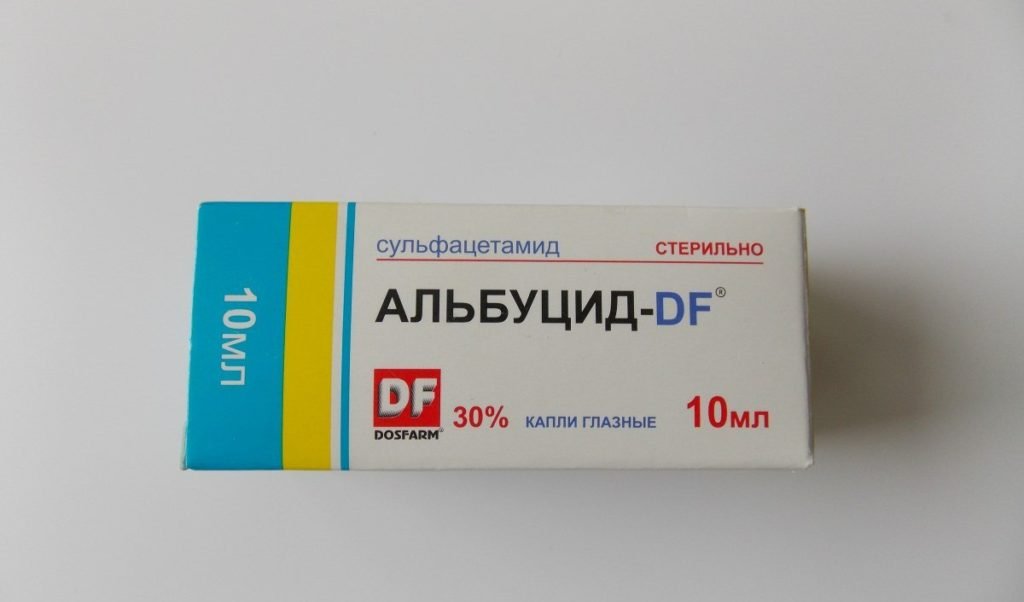 10мл
сульфацетамид СТЕРИЛЬНО
АЛЬБУЦИД-DF®
DF
DOSFARM®
30% КАПЛИ ГЛАЗНЫЕ 10мл